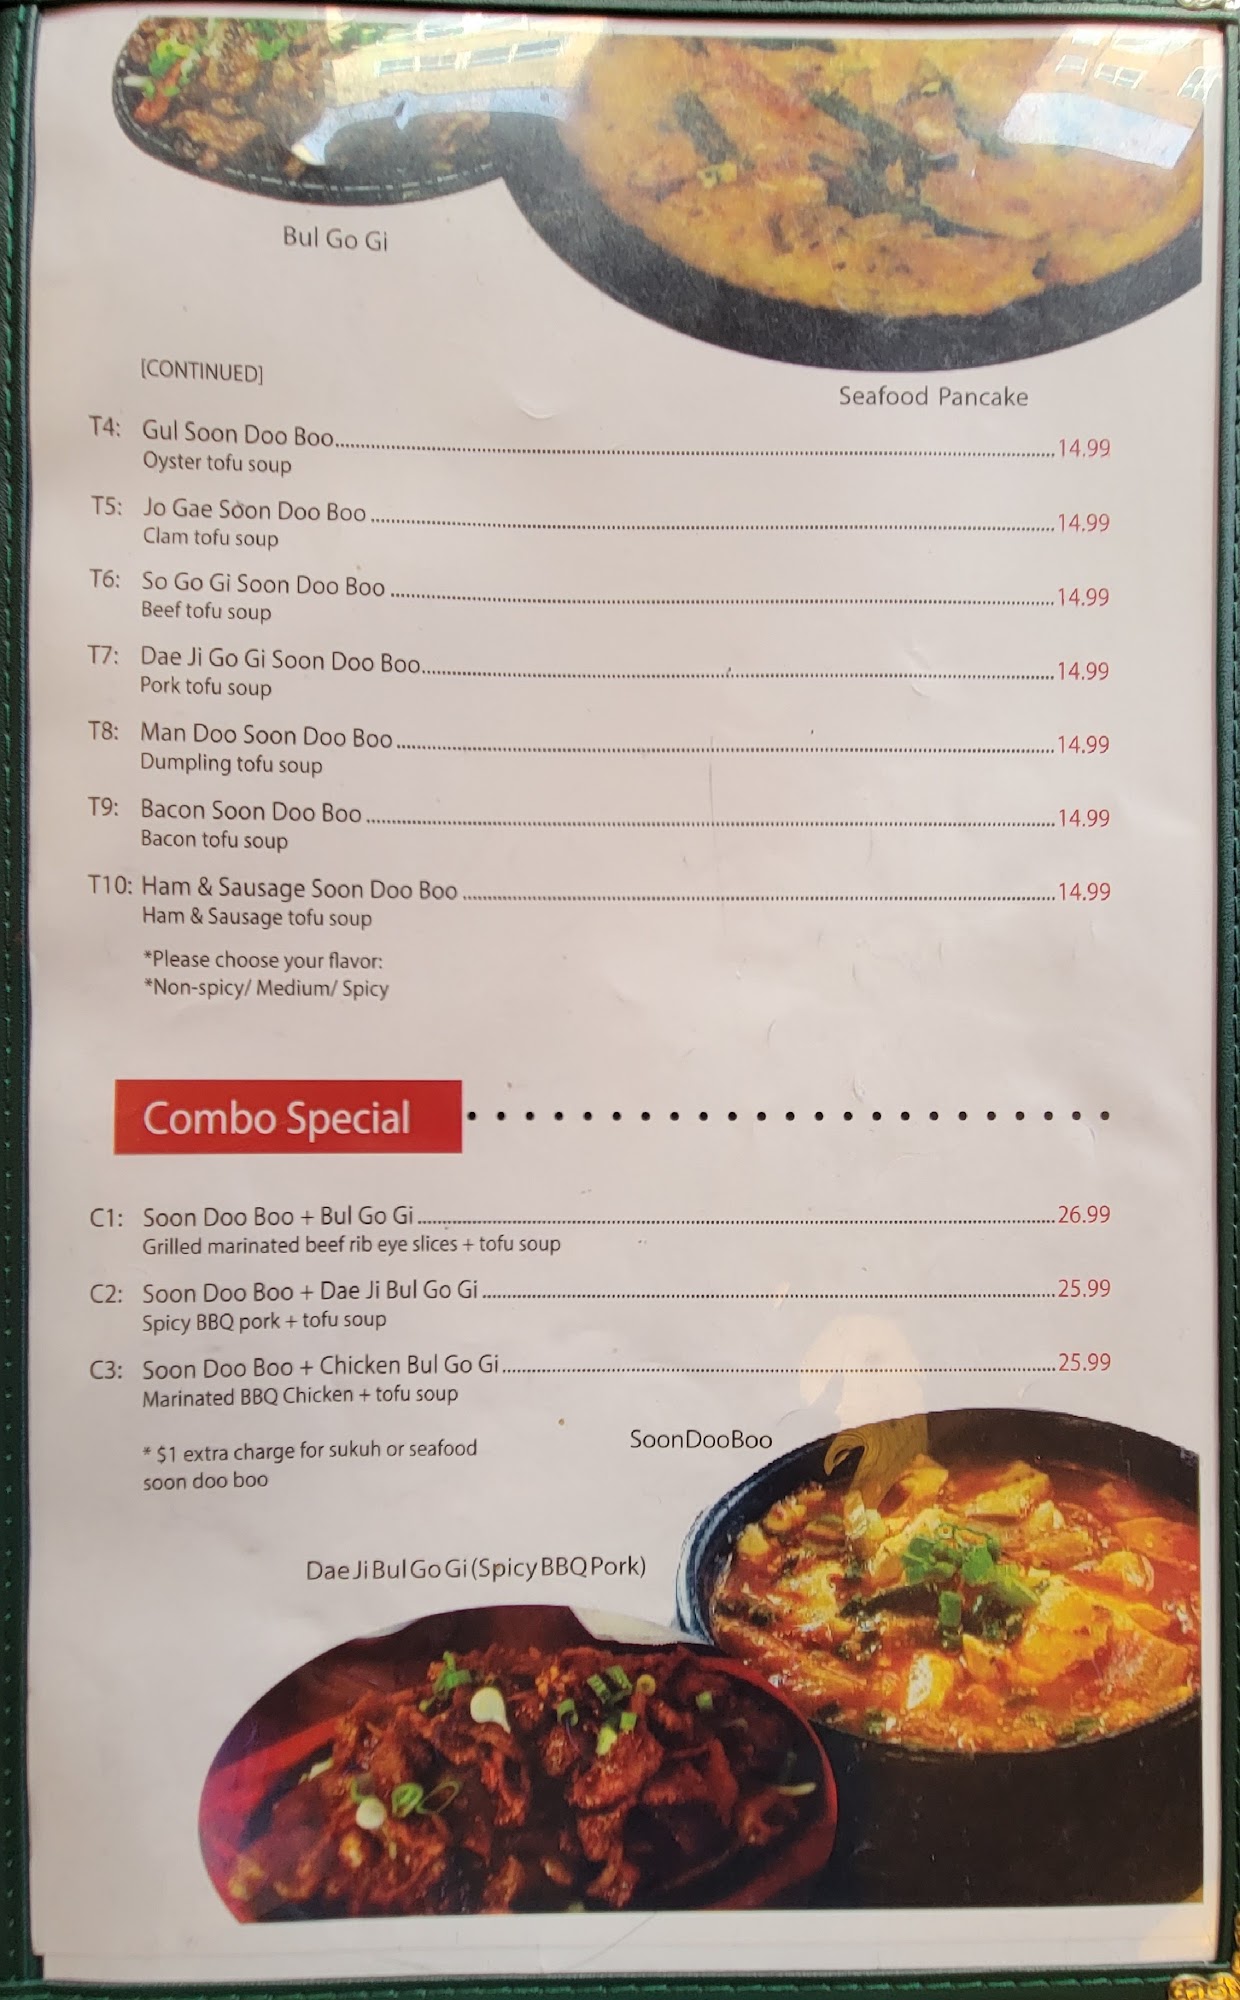 Bul Go Gi
Seafood Pancake
[CONTINUED]
T4: Gul Soon Doo Boo 14.99
Oyster tofu soup
T5: Jo Gae Soon Doo Boo 14.99
Clam tofu soup
T6: So Go Gi Soon Doo Boo 14.99
Beef tofu soup
T7: Dae Ji Go Gi Soon Doo Boo 14.99
Pork tofu soup
T8: Man Doo Soon Doo Boo 14.99
Dumpling tofu soup
T9: Bacon Soon Doo Boo 14.99
Bacon tofu soup
T10: Ham & Sausage Soon Doo Boo 14.99
Ham & Sausage tofu soup
*Please choose your flavor:
*Non-spicy/ Medium/ Spicy
Combo Special
C1: Soon Doo Boo + Bul Go Gi 26.99
Grilled marinated beef rib eye slices + tofu soup
C2: Soon Doo Boo + Dae Ji Bul Go Gi 25.99
Spicy BBQ pork + tofu soup
C3: Soon Doo Boo + Chicken Bul Go Gi 25.99
Marinated BBQ Chicken + tofu soup
* $1 extra charge for sukuh or seafood
soon doo boo
SoonDooBoo
Dae Ji Bul Go Gi (Spicy BBQ Pork)